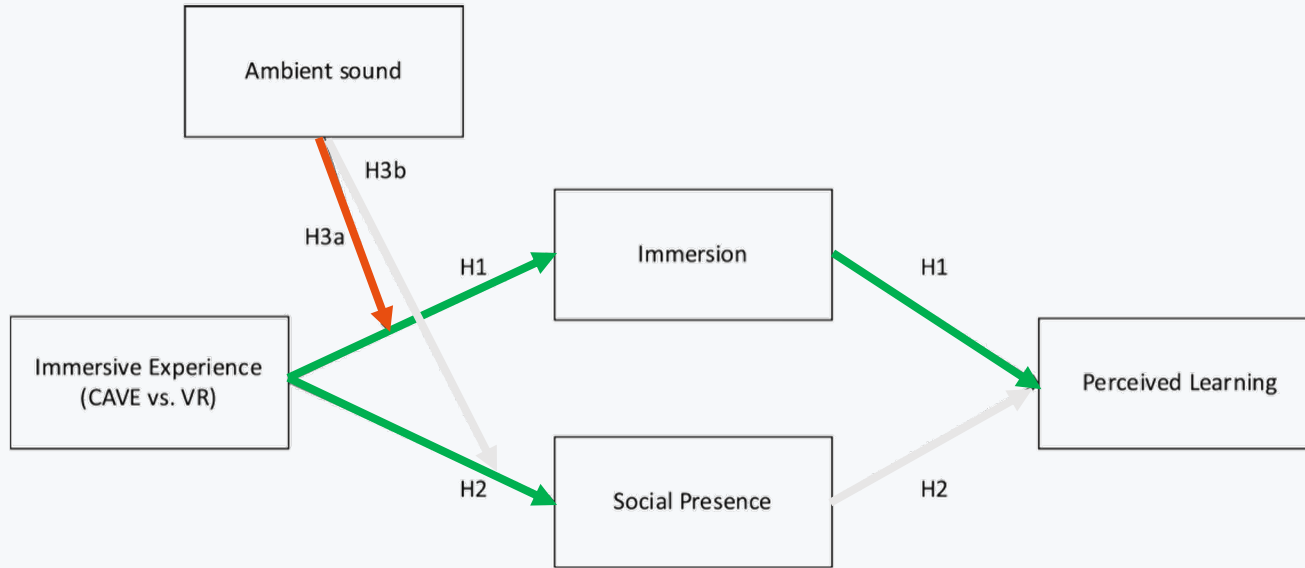 Ambient sound
H3b
H3a
H1
Immersion
H1
Immersive Experience
(CAVE vs. VR)
Perceived Learning
H2
Social Presence
H2